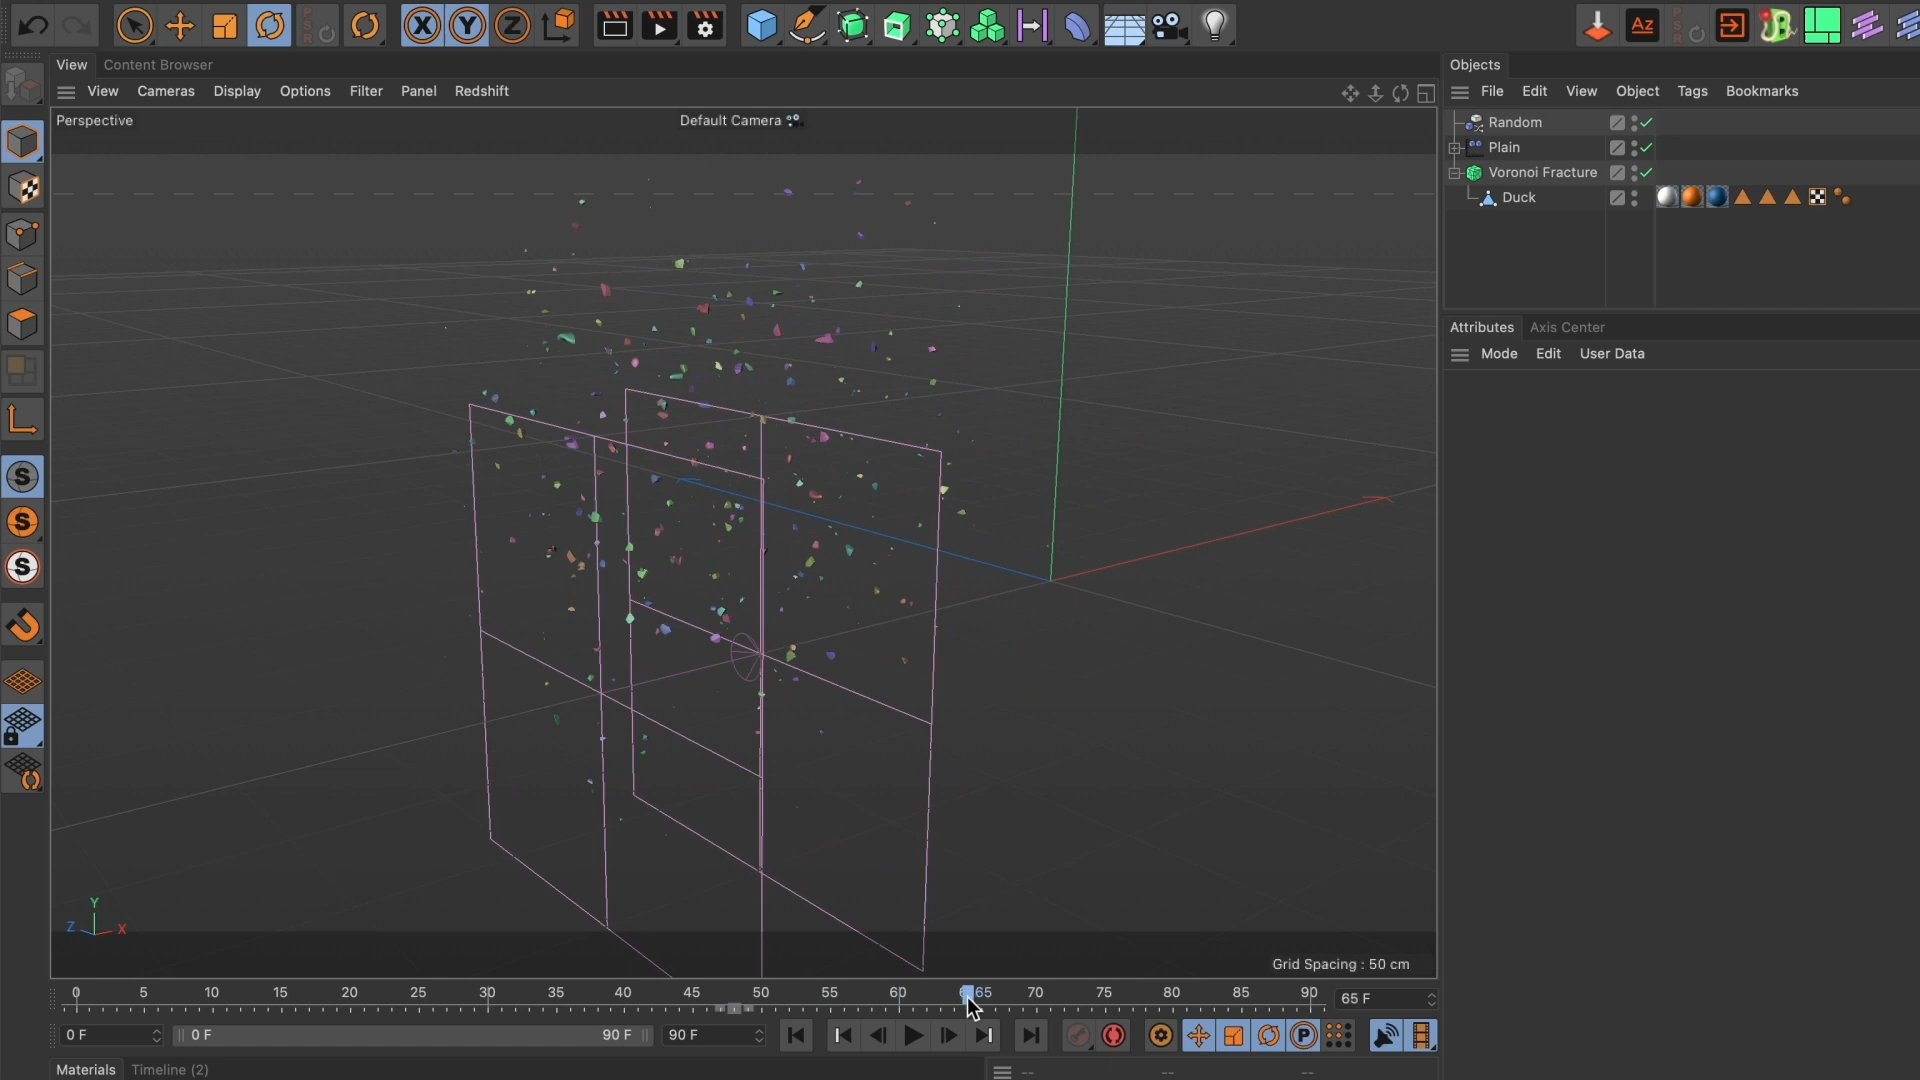 X Y Z
Az
View Content Browser
View Cameras Display Options Filter Panel Redshift
Perspective
Default Camera
Grid Spacing : 50 cm
Y
Z X
Objects
File Edit View Object Tags Bookmarks
Random
Plain
Voronoi Fracture
Duck
Attributes Axis Center
Mode Edit User Data
S
S
S
0 5 10 15 20 25 30 35 40 45 50 55 60 65 70 75 80 85 90
65 F
0 F 0 F 90 F 90 F
P
Materials Timeline (2)
-- -- --